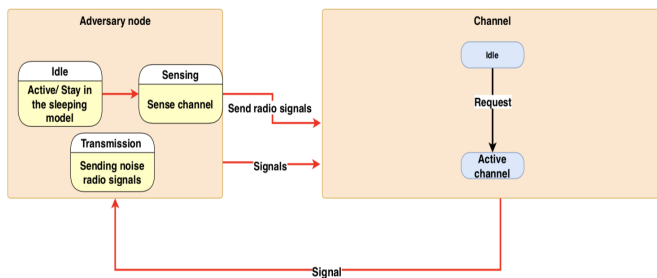 Adversary node
Idle
Active/ Stay in
the sleeping
model
Sensing
Sense channel
Transmission
Sending noise
radio signals
Send radio signals
Signals
Channel
Idle
Request
Active
channel
Signal